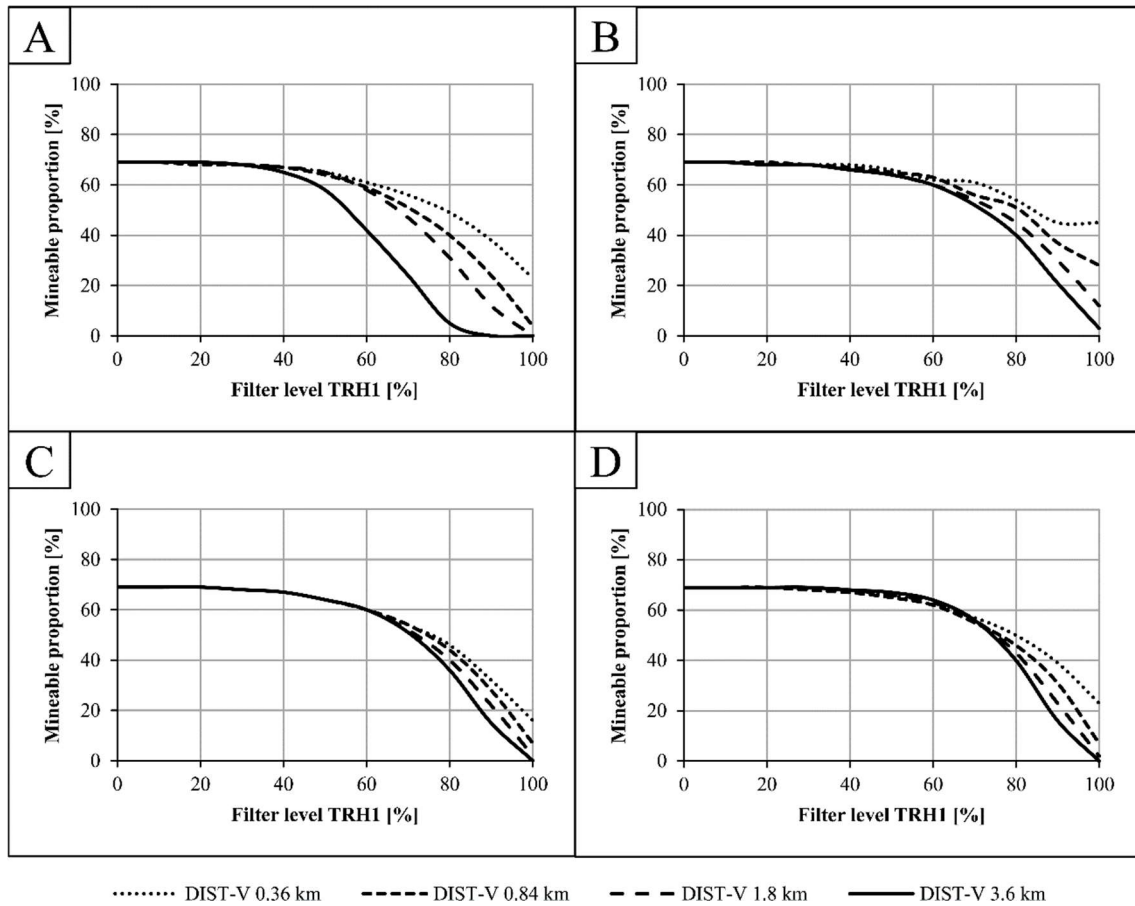 A
Mineable proportion [%]
100
80
60
40
20
0
0 20 40 60 80 100
Filter level TRH1 [%]
B
Mineable proportion [%]
100
80
60
40
20
0
0 20 40 60 80 100
Filter level TRH1 [%]
C
Mineable proportion [%]
100
80
60
40
20
0
0 20 40 60 80 100
Filter level TRH1 [%]
D
Mineable proportion [%]
100
80
60
40
20
0
0 20 40 60 80 100
Filter level TRH1 [%]
DIST-V 0,36 km DIST-V 0.84 km DIST-V 1.8 km DIST-V 3.6 km